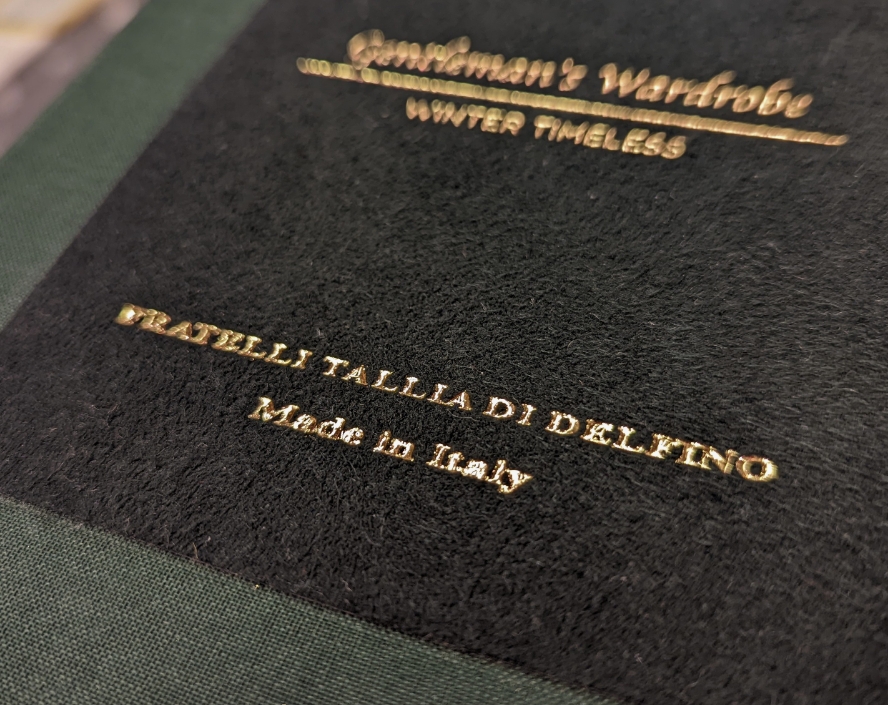 Gentleman's Wardrobe
WINTER TIMELESS
FRATELLI TALLIA DI DELFINO
Made in Italy